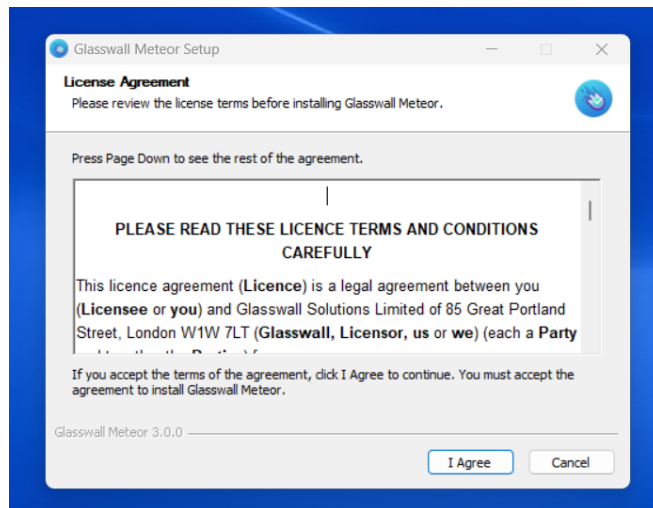 Glasswall Meteor Setup
License Agreement
Please review the license terms before installing Glasswall Meteor.
Press Page Down to see the rest of the agreement.
PLEASE READ THESE LICENCE TERMS AND CONDITIONS
CAREFULLY
This licence agreement (Licence) is a legal agreement between you
(Licensee or you) and Glasswall Solutions Limited of 85 Great Portland
Street, London W1W 7LT (Glasswall, Licensor, us or we) (each a Party
If you accept the terms of the agreement, click I Agree to continue. You must accept the
agreement to install Glasswall Meteor.
Glasswall Meteor 3.0.0
I Agree
Cancel